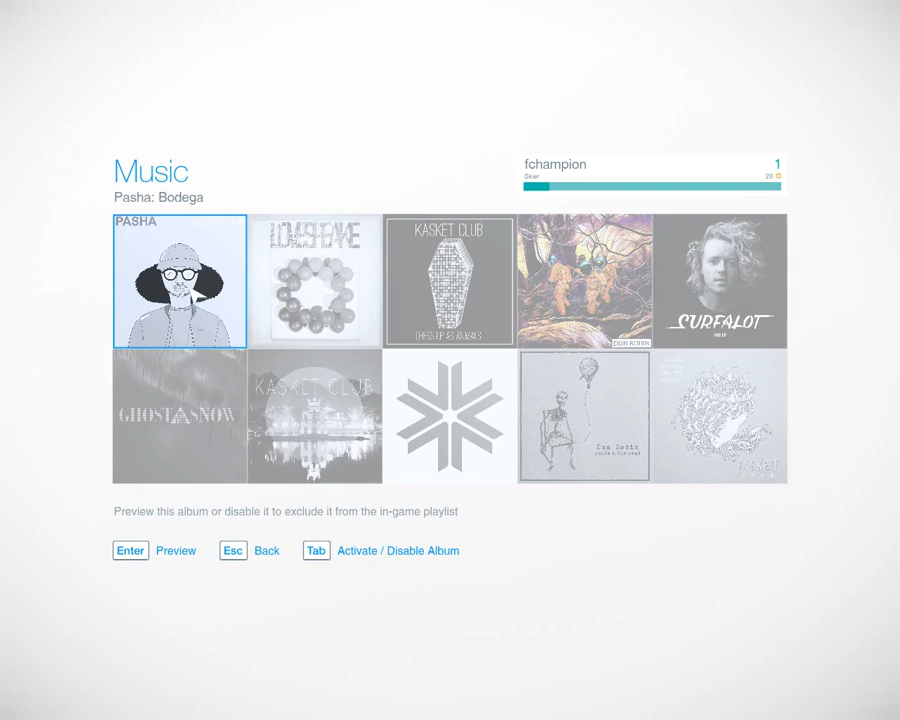 Music
Pasha: Bodega
fchampion
1
Skier
20
PASHA
KASKET CLUB
DRESS UP AS ANIMALS
DUN ROBIN
SURFALOT
GHOST & SNOW
KASKET CLUB
Dun Robin
KASKET
Preview this album or disable it to exclude it from the in-game playlist
Enter Preview Esc Back Tab Activate / Disable Album